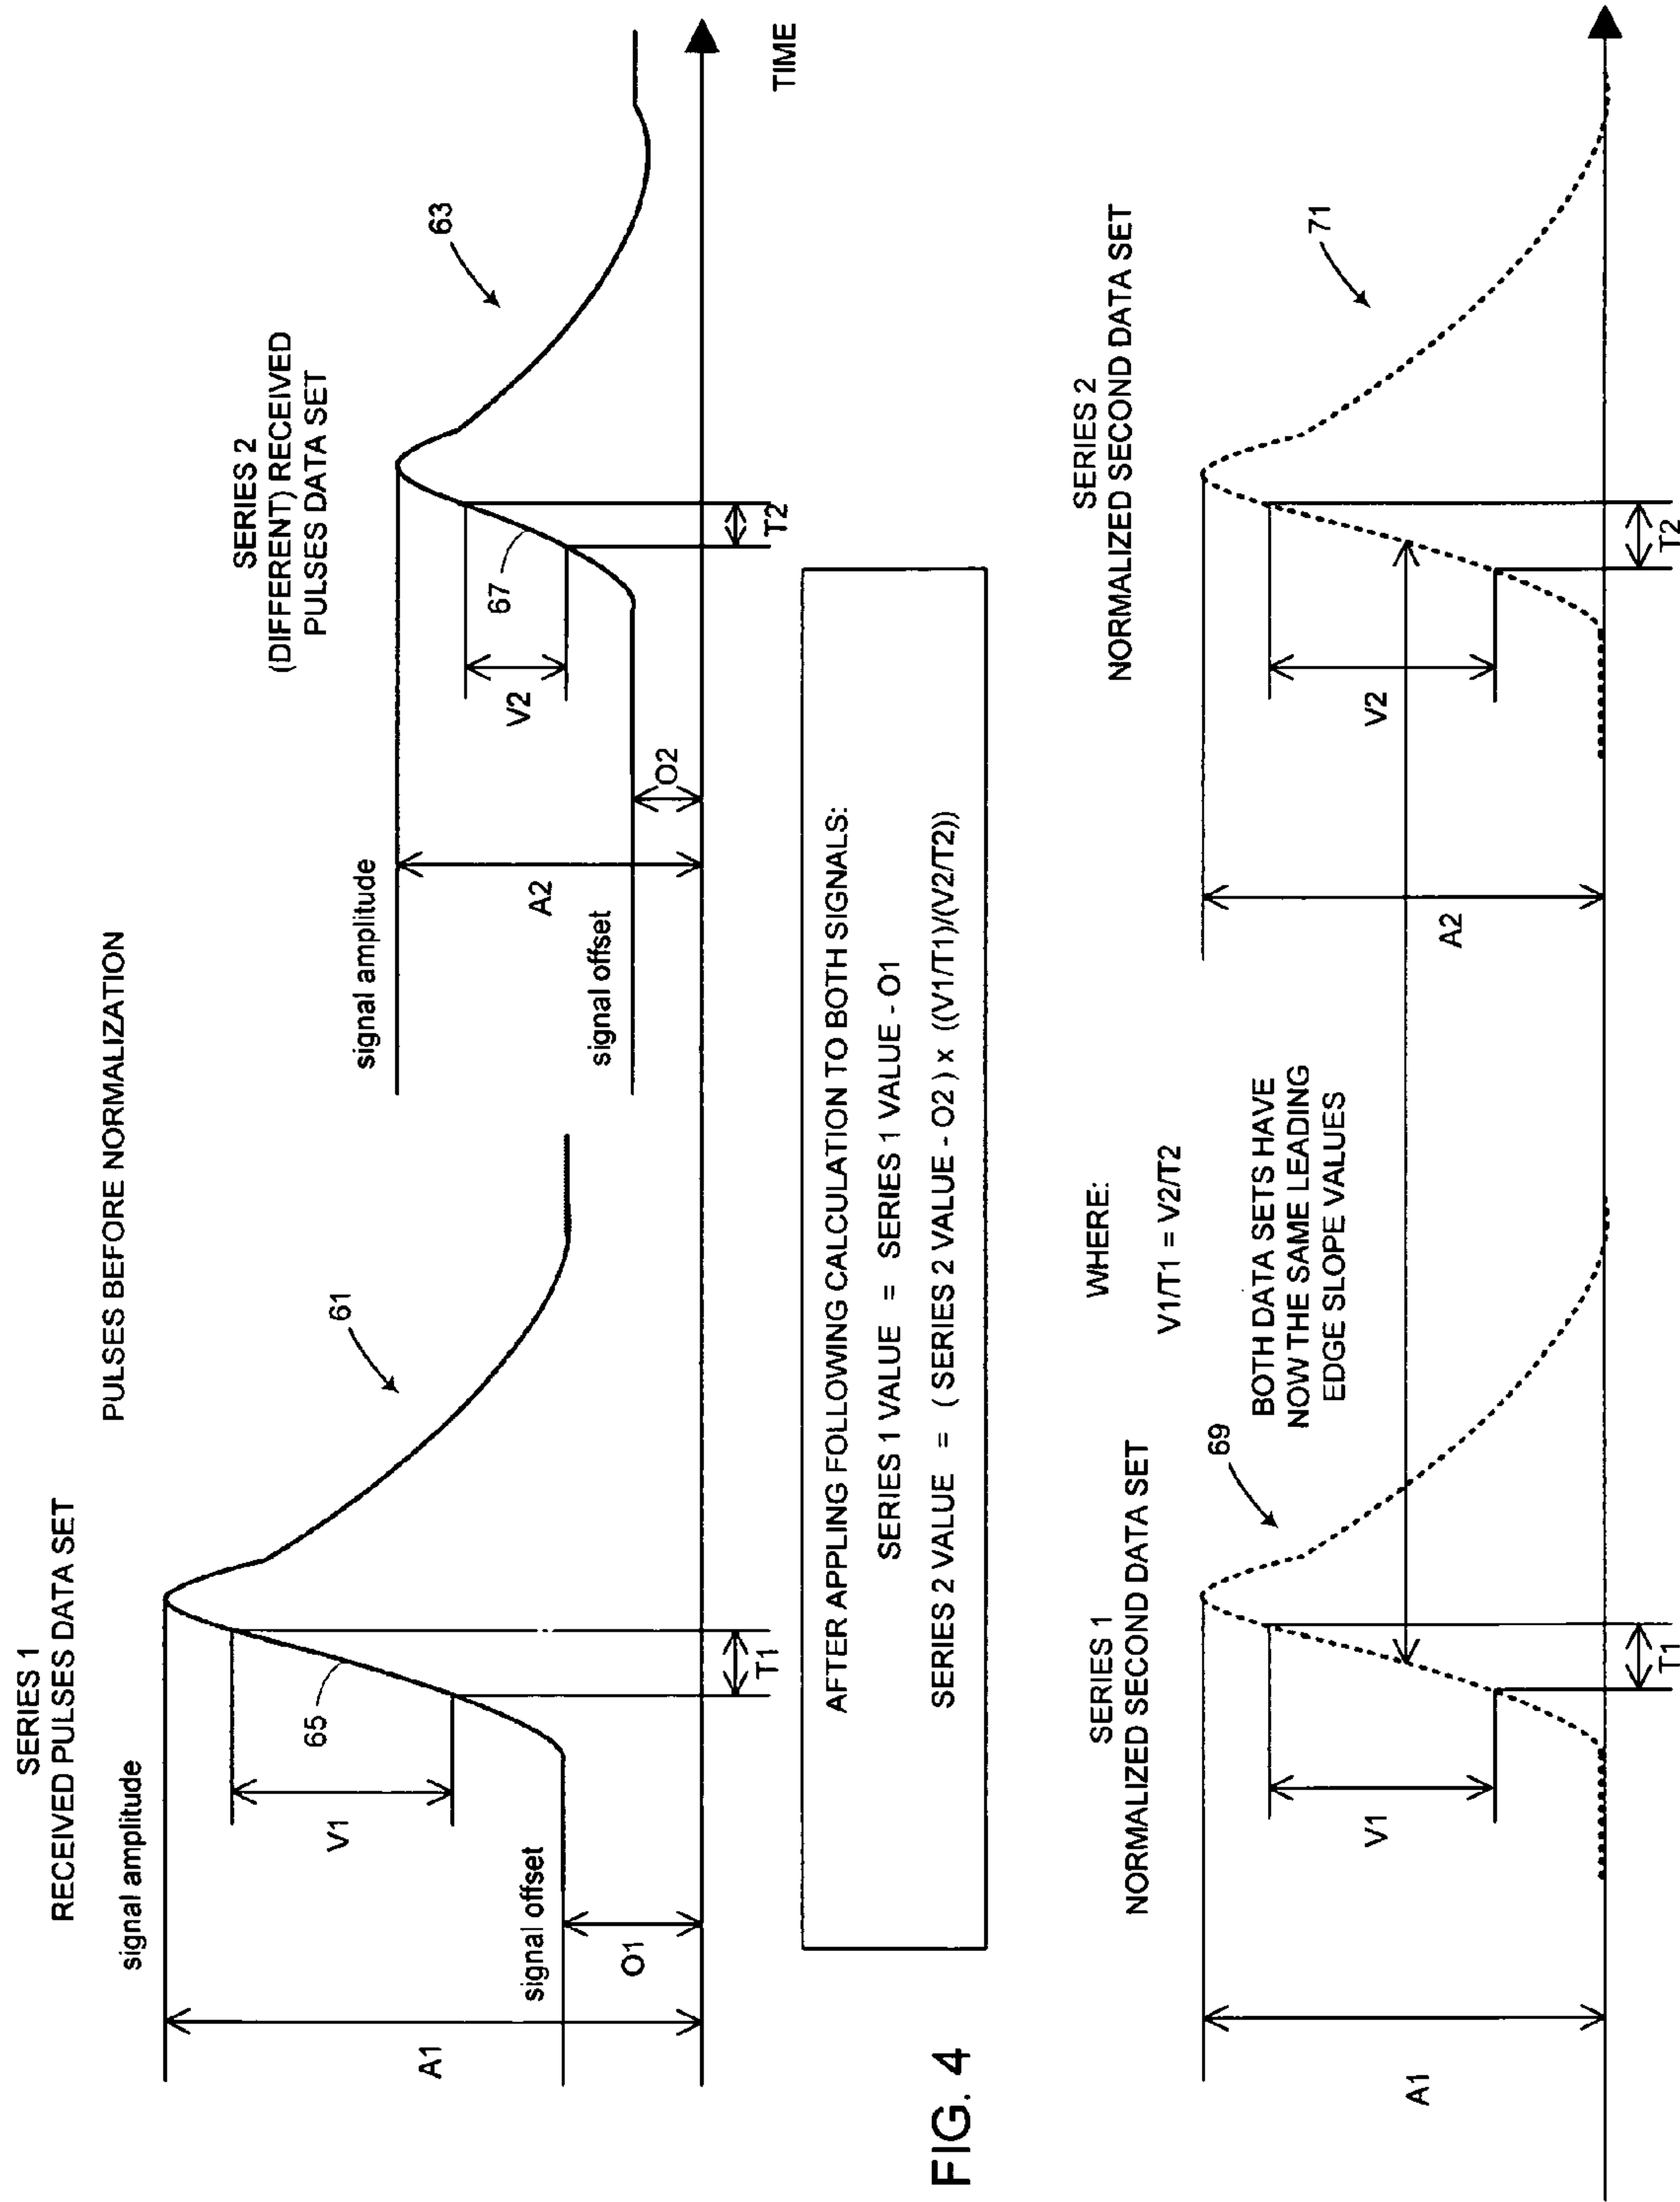 PULSES BEFORE NORMALIZATION
SERIES 1
RECEIVED PULSES DATA SET
signal amplitude
A1
V1
65
61
signal offset
O1
T1
SERIES 2
(DIFFERENT) RECEIVED
PULSES DATA SET
signal amplitude
A2
V2
67
63
signal offset
O2
T2
TIME
AFTER APPLING FOLLOWING CALCULATION TO BOTH SIGNALS:
SERIES 1 VALUE = SERIES 1 VALUE - O1
SERIES 2 VALUE = ( SERIES 2 VALUE - O2 ) x ((V1/T1)/(V2/T2))
FIG. 4
SERIES 1
NORMALIZED SECOND DATA SET
69
A1
V1
T1
WHERE:
V1/T1 = V2/T2
BOTH DATA SETS HAVE
NOW THE SAME LEADING
EDGE SLOPE VALUES
SERIES 2
NORMALIZED SECOND DATA SET
71
A2
V2
T2